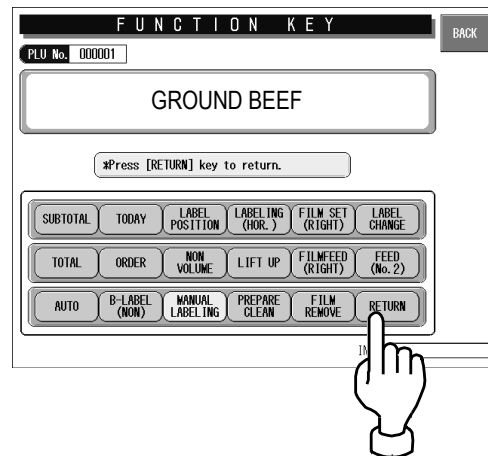 FUNCTION KEY
BACK
PLU No. 000001
GROUND BEEF
*Press [RETURN] key to return.
SUBTOTAL TODAY LABEL POSITION LABELING (HOR.) FILM SET (RIGHT) LABEL CHANGE
TOTAL ORDER NON VOLUME LIFT UP FILMFEED (RIGHT) FEED (No.2)
AUTO B-LABEL (NON) MANUAL LABELING PREPARE CLEAN FILM REMOVE RETURN